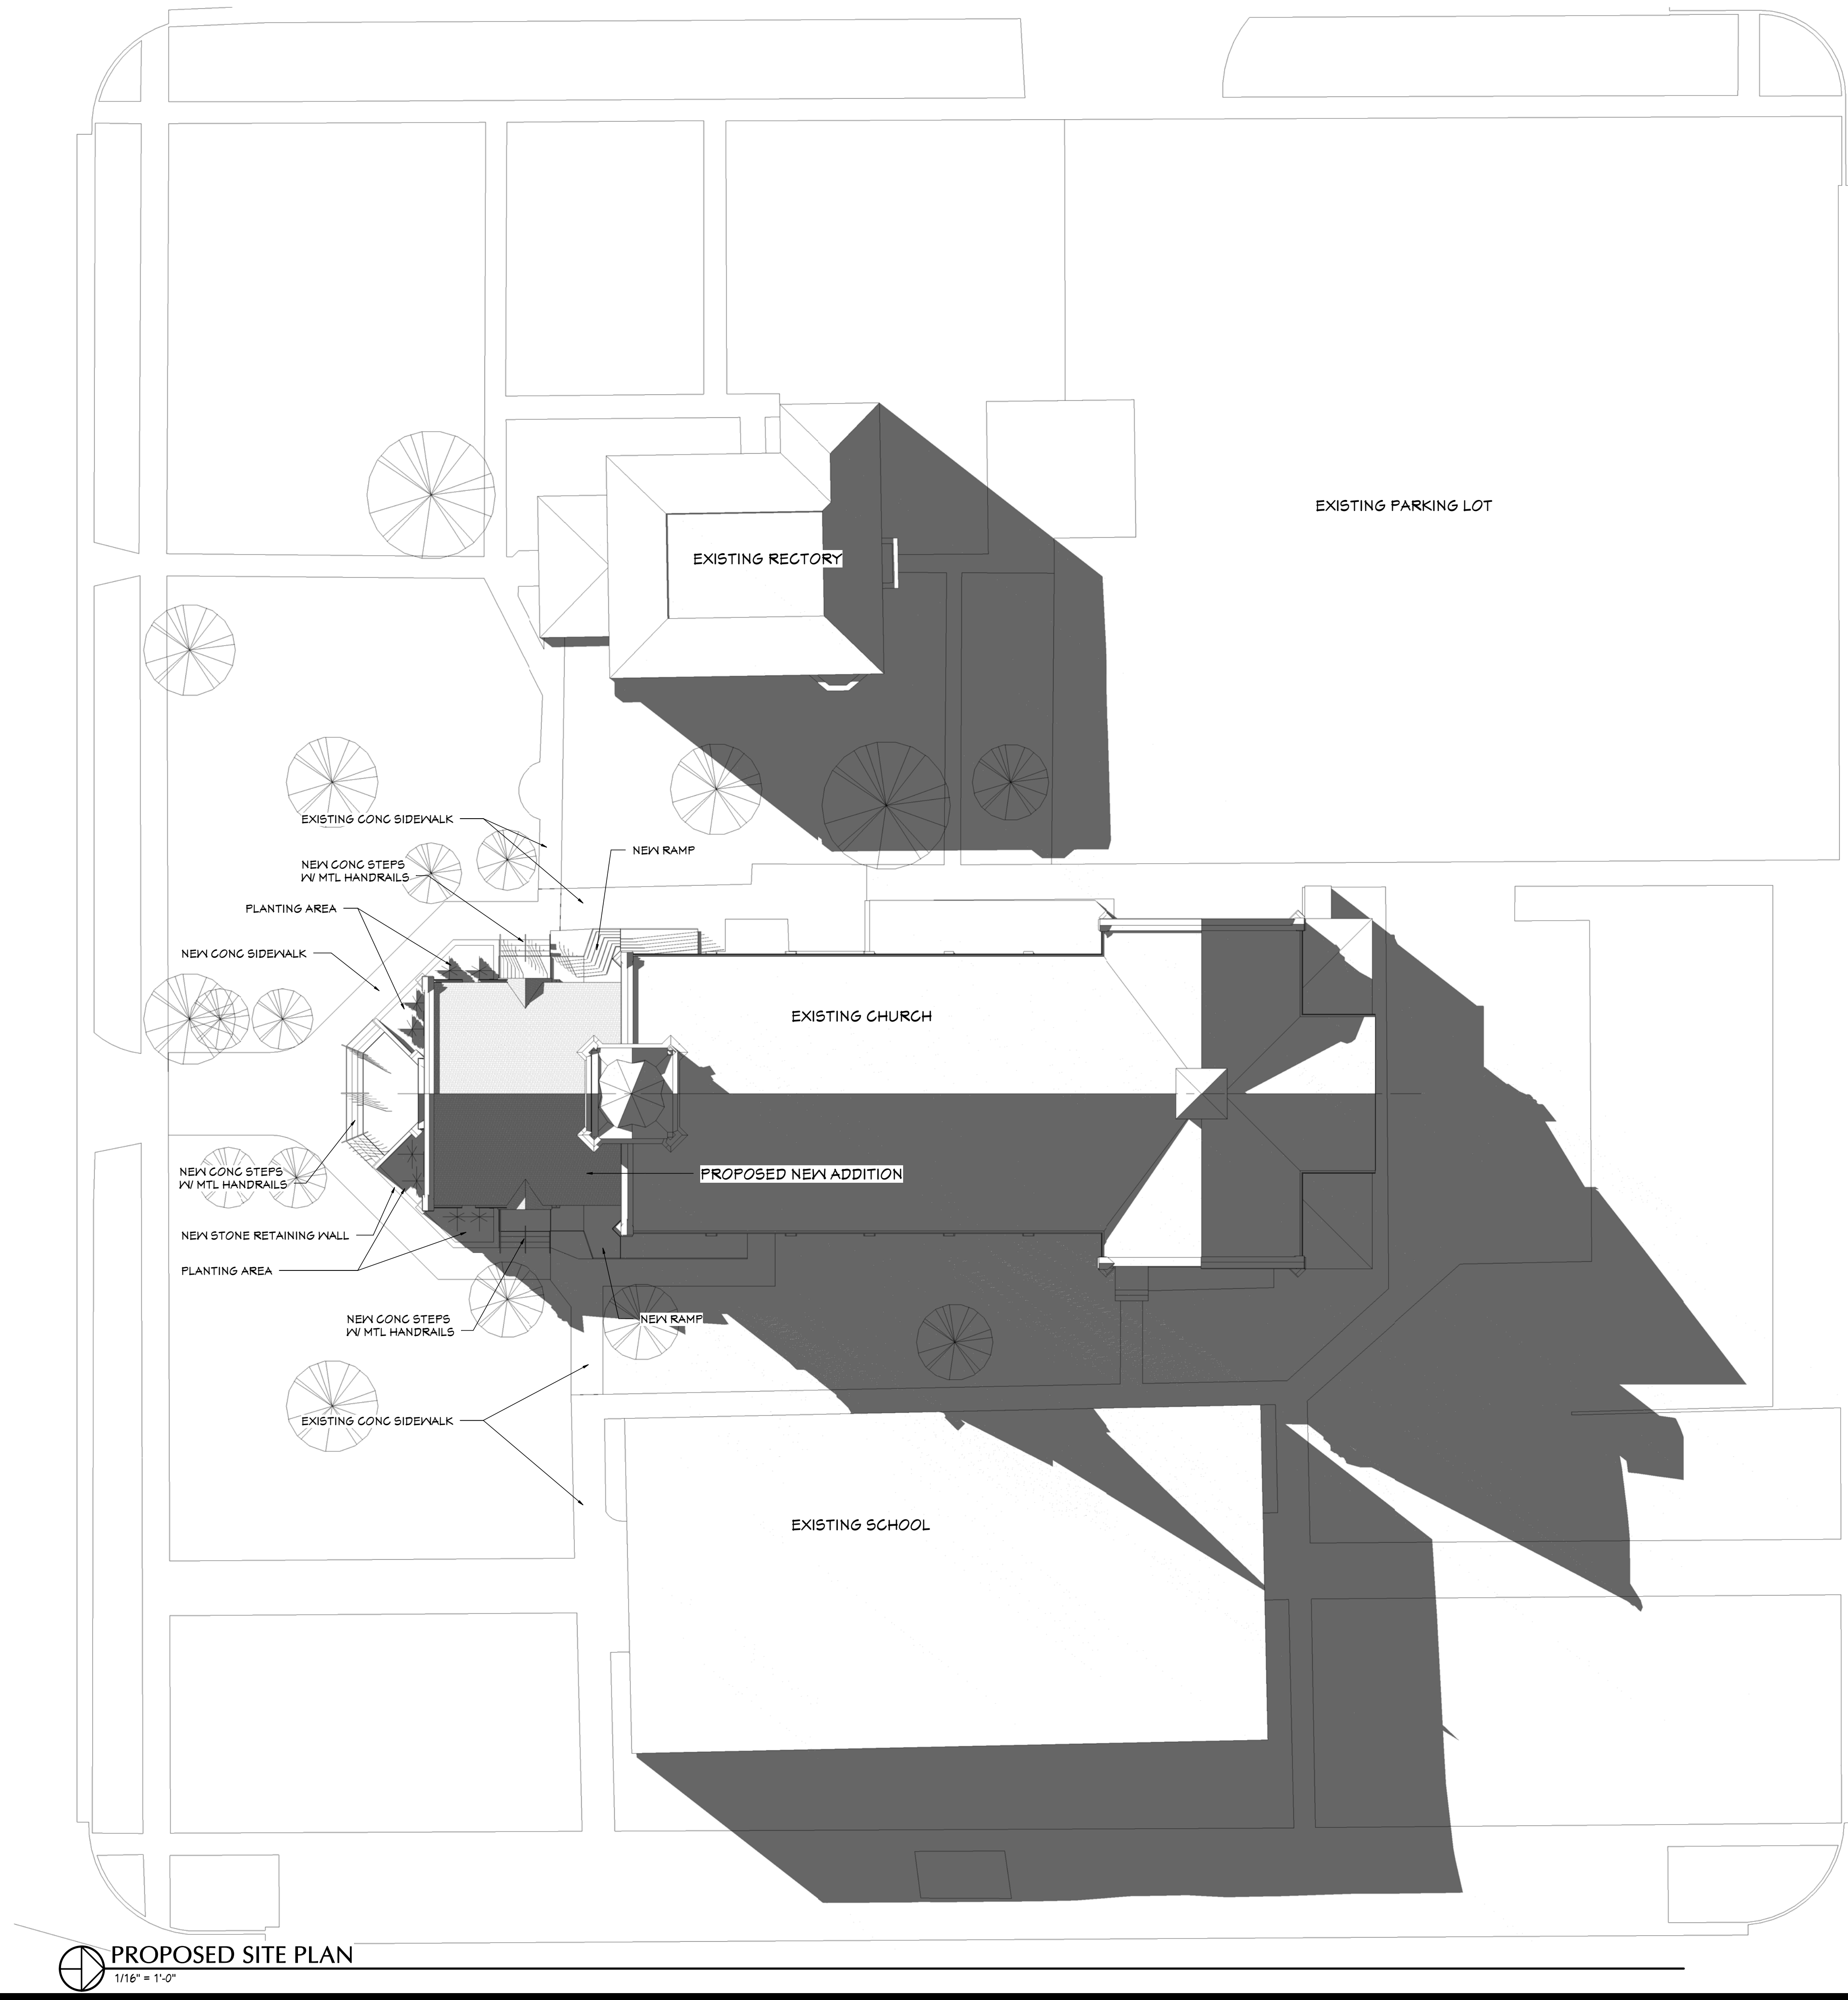 EXISTING PARKING LOT
EXISTING RECTORY
EXISTING CONC SIDEWALK
NEW RAMP
NEW CONC STEPS
W/ MTL HANDRAILS
PLANTING AREA
NEW CONC SIDEWALK
EXISTING CHURCH
NEW CONC STEPS
W/ MTL HANDRAILS
PROPOSED NEW ADDITION
NEW STONE RETAINING WALL
PLANTING AREA
NEW CONC STEPS
W/ MTL HANDRAILS
NEW RAMP
EXISTING CONC SIDEWALK
EXISTING SCHOOL
PROPOSED SITE PLAN
1/16" = 1'-0"